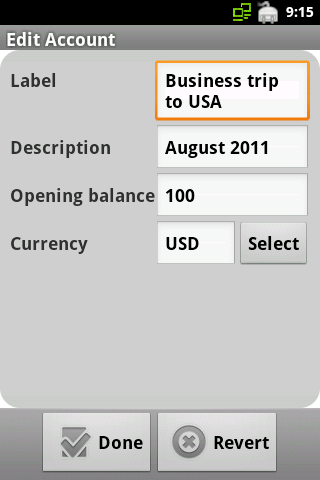 9:15
Edit Account
Label
Business trip
to USA
Description
August 2011
Opening balance
100
Currency
USD
Select
Done
Revert